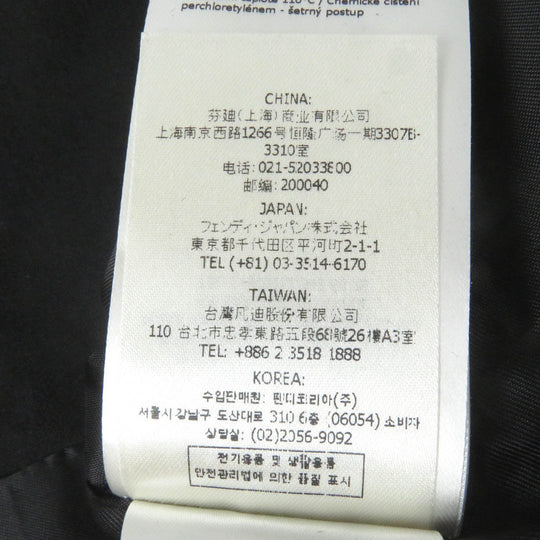 110°C / Chemické čistění
perchloretylénem - šetrný postup
CHINA:
芬迪(上海)商业有限公司
上海南京西路1266号恒隆广场一期3307B-
3310室
电话: 021-52033800
邮编: 200040
JAPAN:
フェンディ・ジャパン株式会社
東京都千代田区平河町2-1-1
TEL (+81) 03-3514-6170
TAIWAN:
台灣凡迪股份有限公司
110 台北市忠孝東路五段68號26樓A3室
TEL: +886 2 3518 1888
KOREA:
수입판매원: 펜디코리아(주)
서울시 강남구 도산대로 310 6층 (06054) 소비자
상담실: (02)2056-9092
전기용품 및 생활용품
안전관리법에 의한 품질 표시